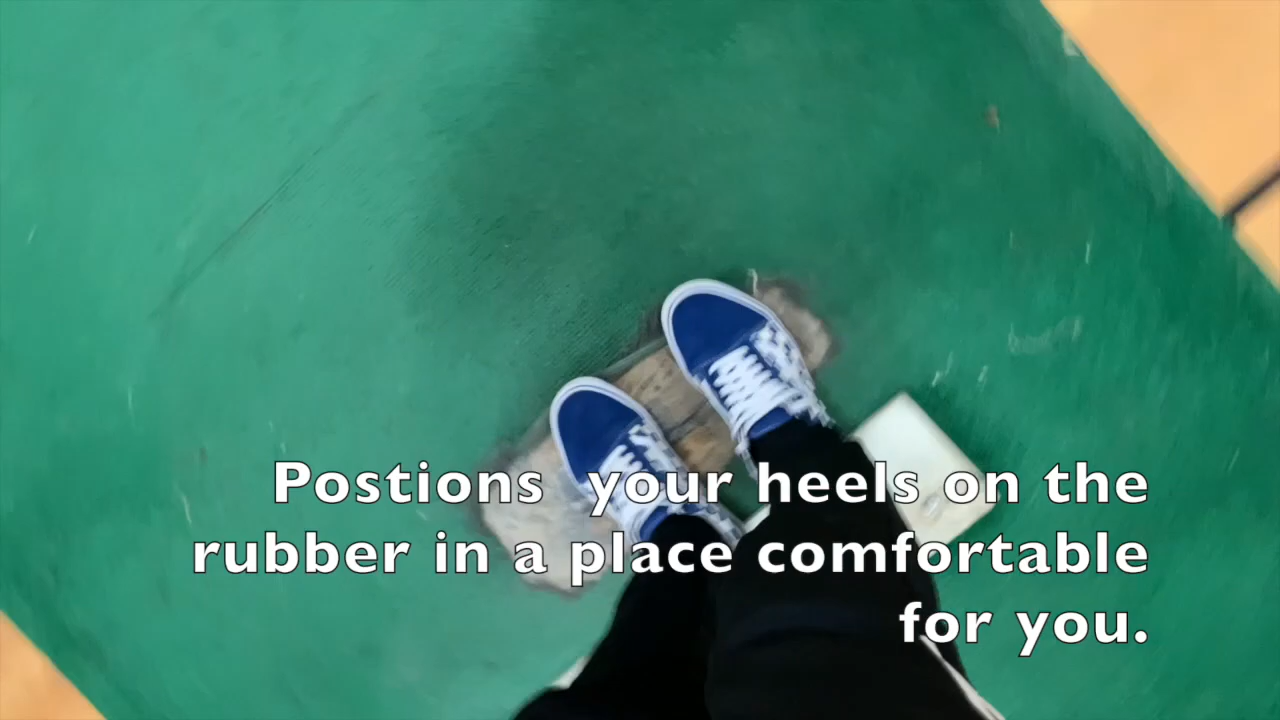 Postions  your heels on the
rubber in a place comfortable
for you.